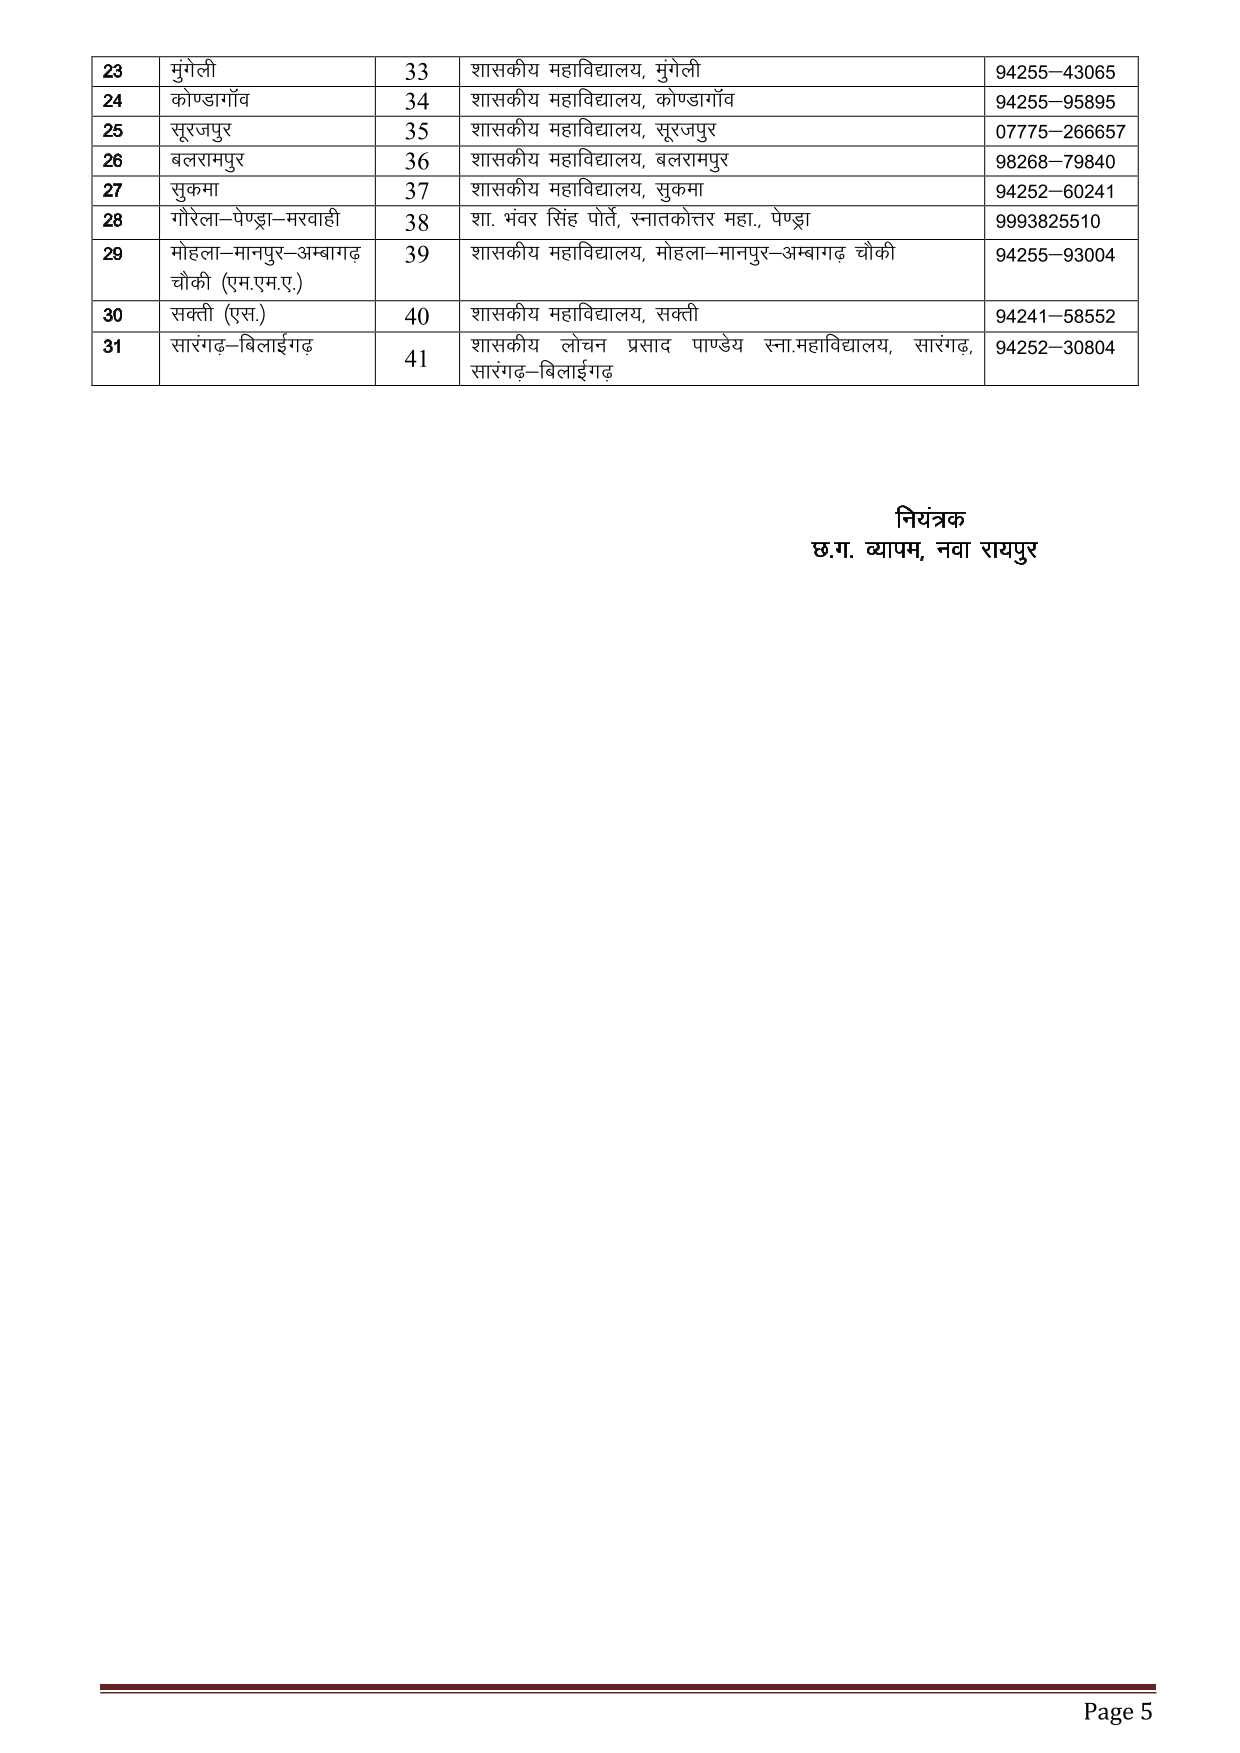 23 मुंगेली 33 शासकीय महाविद्यालय, मुंगेली 94255–43065
24 कोण्डागॉव 34 शासकीय महाविद्यालय, कोण्डागॉव 94255–95895
25 सूरजपुर 35 शासकीय महाविद्यालय, सूरजपुर 07775–266657
26 बलरामपुर 36 शासकीय महाविद्यालय, बलरामपुर 98268–79840
27 सुकमा 37 शासकीय महाविद्यालय, सुकमा 94252–60241
28 गौरेला–पेण्ड्रा–मरवाही 38 शा. भंवर सिंह पोर्ते, स्नातकोत्तर महा., पेण्ड्रा 9993825510
29 मोहला–मानपुर–अम्बागढ़ 39 शासकीय महाविद्यालय, मोहला–मानपुर–अम्बागढ़ चौकी 94255–93004
चौकी (एम.एम.ए.)
30 सक्ती (एस.) 40 शासकीय महाविद्यालय, सक्ती 94241–58552
31 सारंगढ़–बिलाईगढ़ 41 शासकीय लोचन प्रसाद पाण्डेय स्ना.महाविद्यालय, सारंगढ़, 94252–30804
सारंगढ़–बिलाईगढ़
नियंत्रक
छ.ग. व्यापम, नवा रायपुर
Page 5